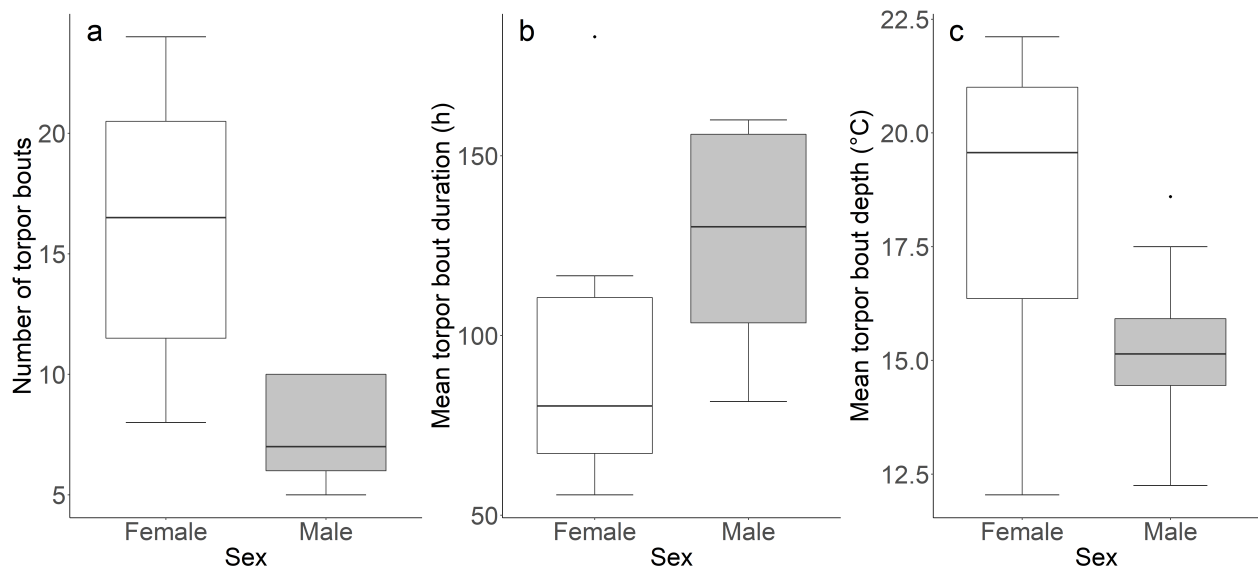 a
Number of torpor bouts
20
15
10
5
Female Male
Sex
b
Mean torpor bout duration (h)
150
100
50
Female Male
Sex
c
Mean torpor bout depth (°C)
22.5
20.0
17.5
15.0
12.5
Female Male
Sex